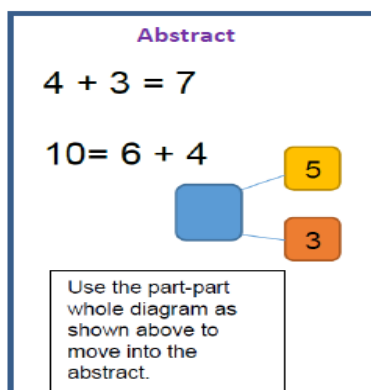 Abstract
4 + 3 = 7
10= 6 + 4
5
3
Use the part-part
whole diagram as
shown above to
move into the
abstract.